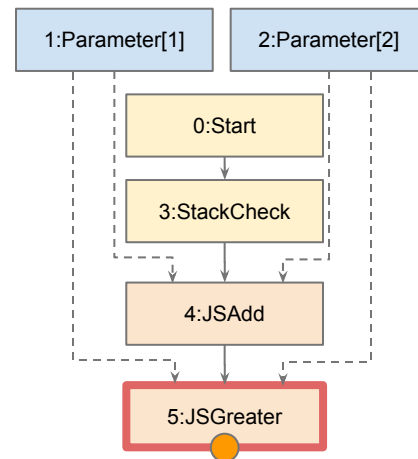 1:Parameter[1]
2:Parameter[2]
0:Start
3:StackCheck
4:JSAdd
5:JSGreater